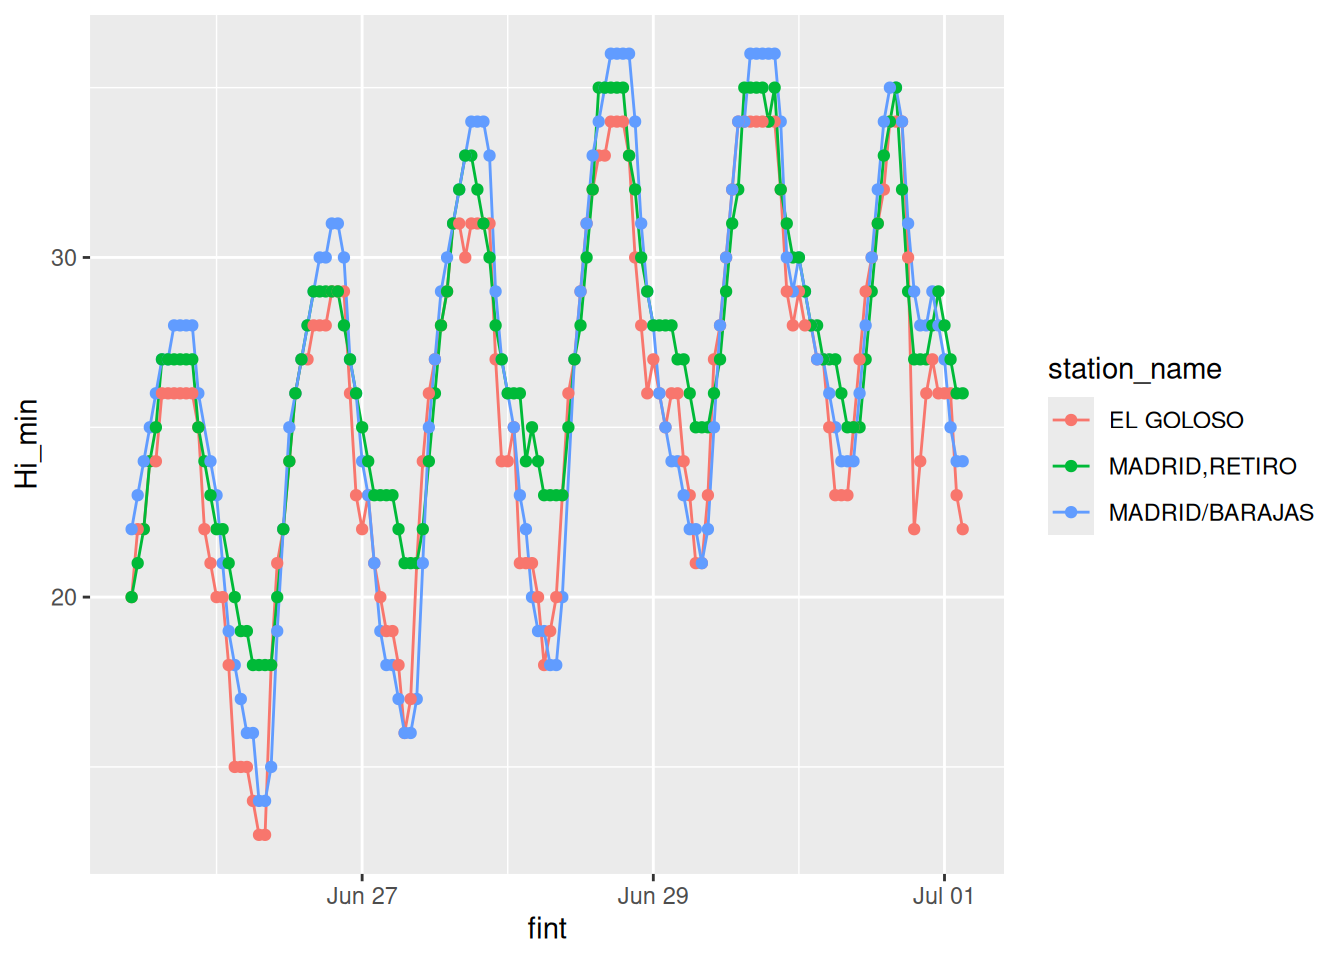 30
20
Hi_min
Jun 27
Jun 29
Jul 01
fint
station_name
EL GOLOSO
MADRID,RETIRO
MADRID/BARAJAS